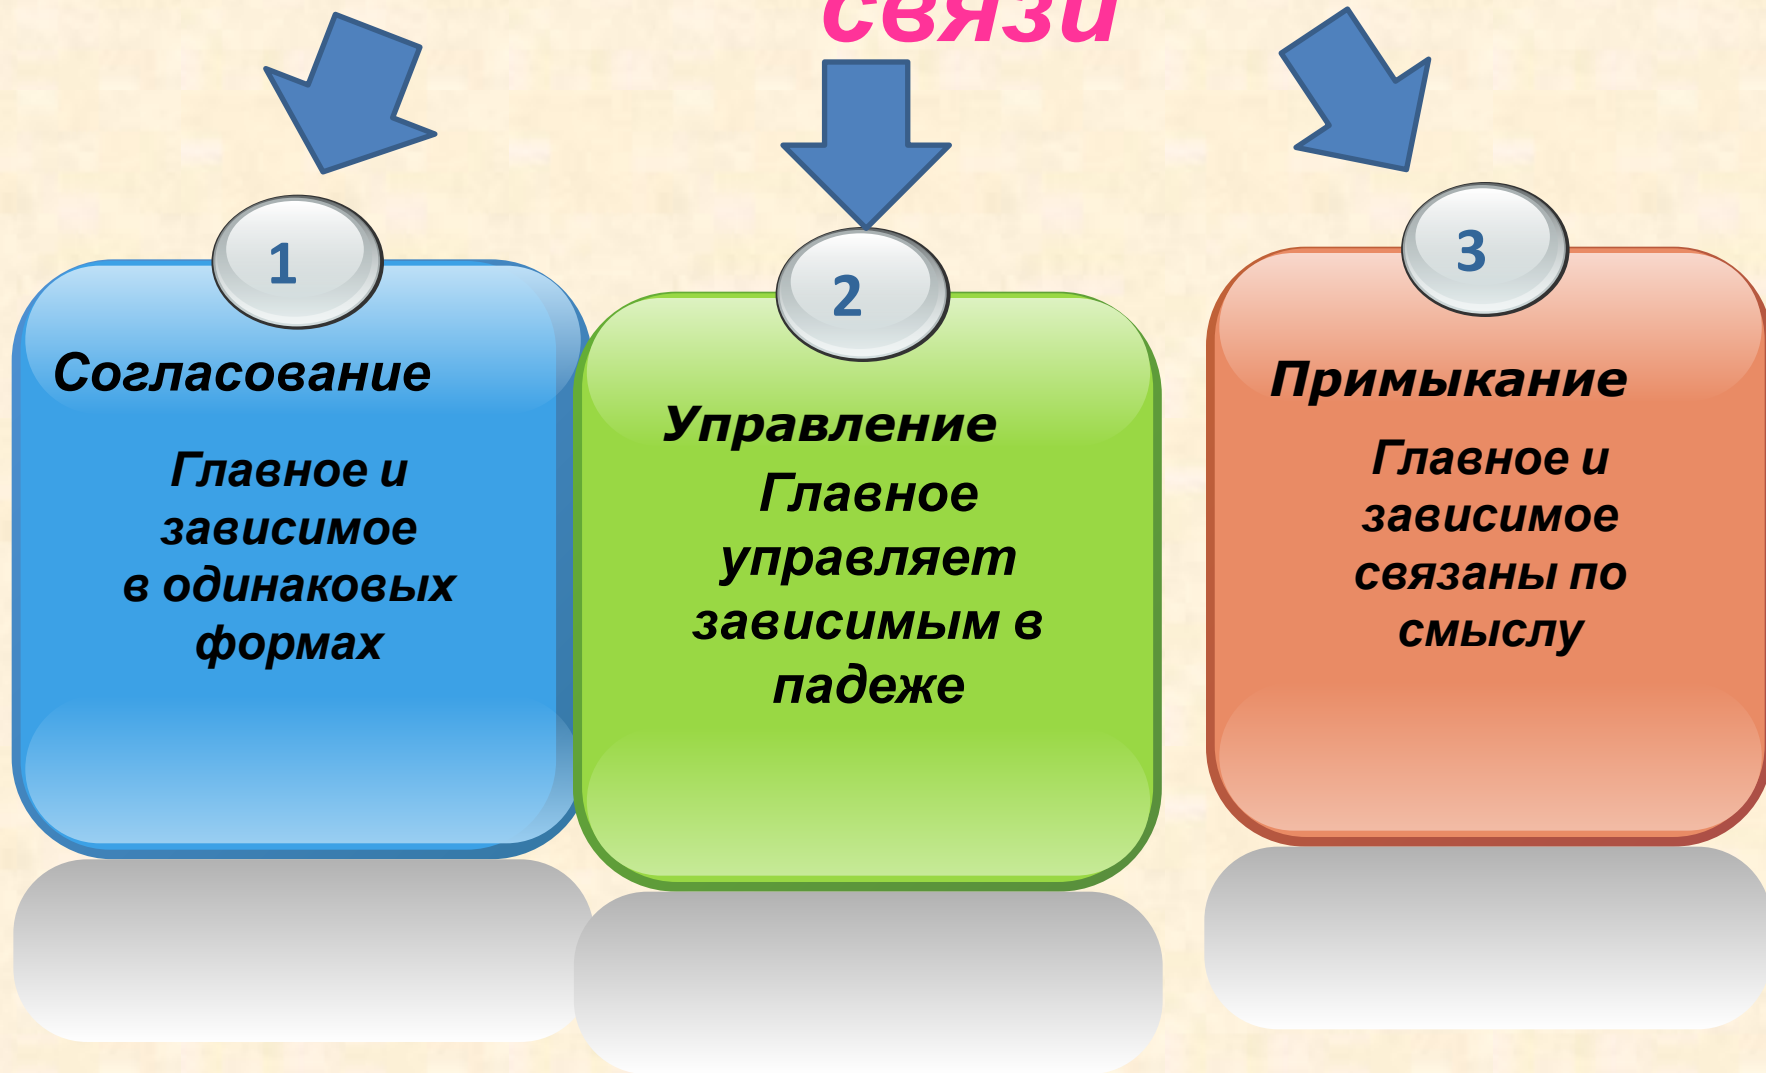 связи
1
Согласование
Главное и
зависимое
в одинаковых
формах
2
Управление
Главное
управляет
зависимым в
падеже
3
Примыкание
Главное и
зависимое
связаны по
смыслу